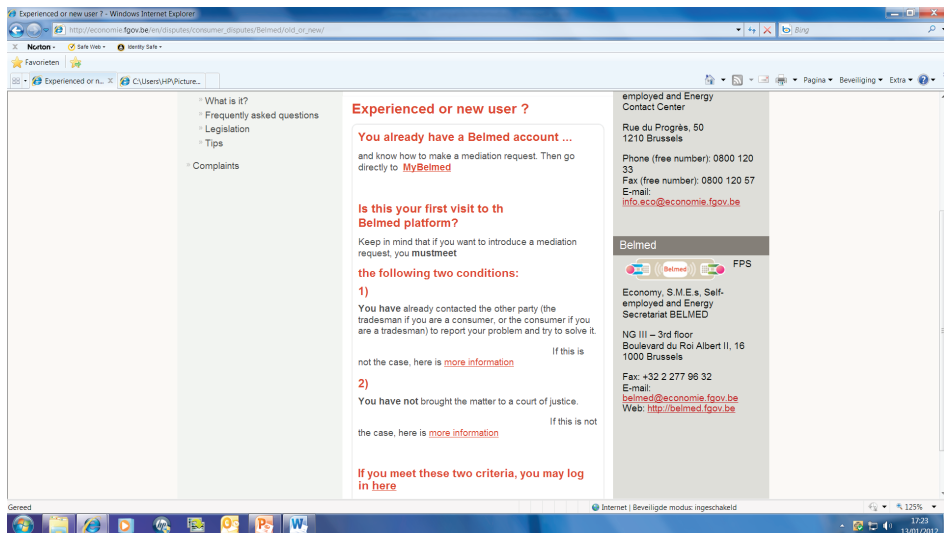 Experienced or new user ? - Windows Internet Explorer
http://economie.fgov.be/en/disputes/consumer_disputes/Belmed/old_or_new/
Bing
X Norton - Safe Web - Identity Safe -
Favorieten
Experienced or n... X C:\Users\HP\Picture...
Pagina Beveiliging Extra
What is it?
Frequently asked questions
Legislation
Tips
Complaints
Experienced or new user ?
You already have a Belmed account ...
and know how to make a mediation request. Then go
directly to MyBelmed
Is this your first visit to th
Belmed platform?
Keep in mind that if you want to introduce a mediation
request, you mustmeet
the following two conditions:
1)
You have already contacted the other party (the
tradesman if you are a consumer, or the consumer if you
are a tradesman) to report your problem and try to solve it.
If this is
not the case, here is more information
2)
You have not brought the matter to a court of justice.
If this is not
the case, here is more information
If you meet these two criteria, you may log
in here
employed and Energy
Contact Center
Rue du Progrès, 50
1210 Brussels
Phone (free number): 0800 120
33
Fax (free number): 0800 120 57
E-mail:
info.eco@economie.fgov.be
Belmed
Belmed FPS
Economy, S.M.E.s, Self-
employed and Energy
Secretariat BELMED
NG III – 3rd floor
Boulevard du Roi Albert II, 16
1000 Brussels
Fax: +32 2 277 96 32
E-mail:
belmed@economie.fgov.be
Web: http://belmed.fgov.be
Gereed
Internet | Beveiligde modus: ingeschakeld
125%
17:23
13/01/2012